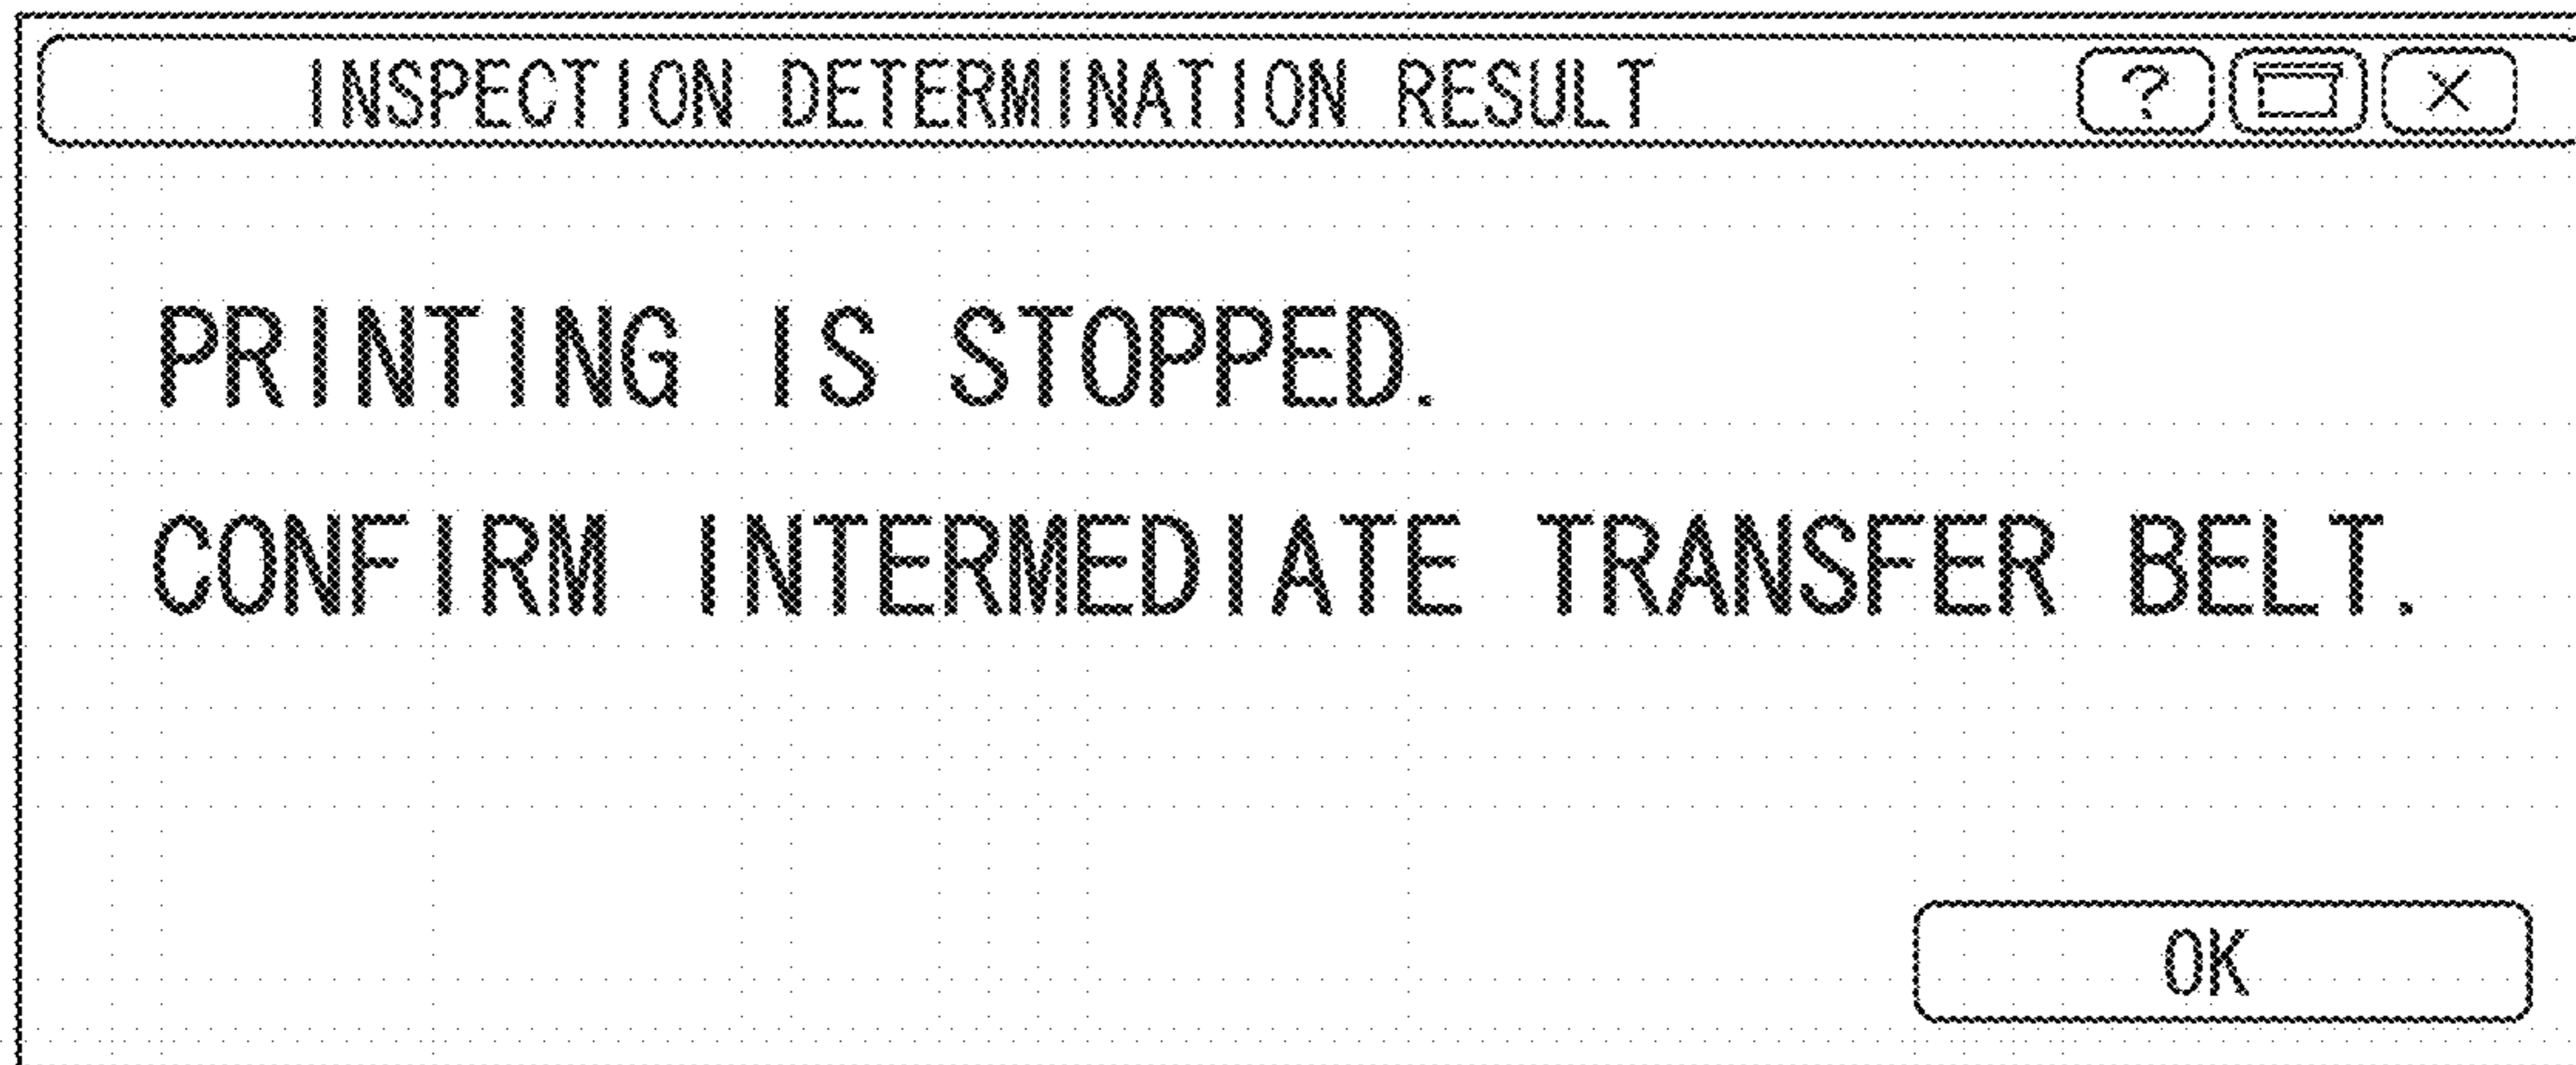 INSPECTION DETERMINATION RESULT ? ×
PRINTING IS STOPPED.
CONFIRM INTERMEDIATE TRANSFER BELT.
OK